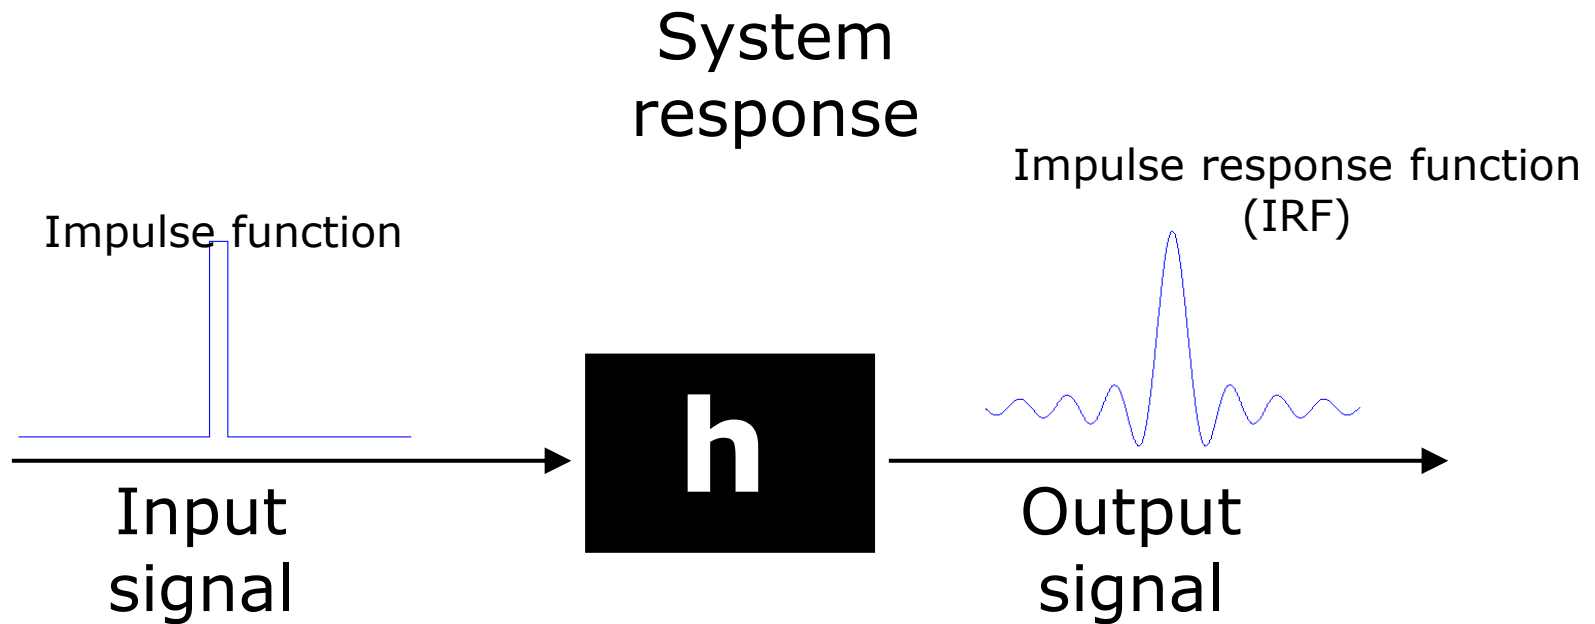 System
response
Impulse response function
(IRF)
Impulse function
h
Input
signal
Output
signal